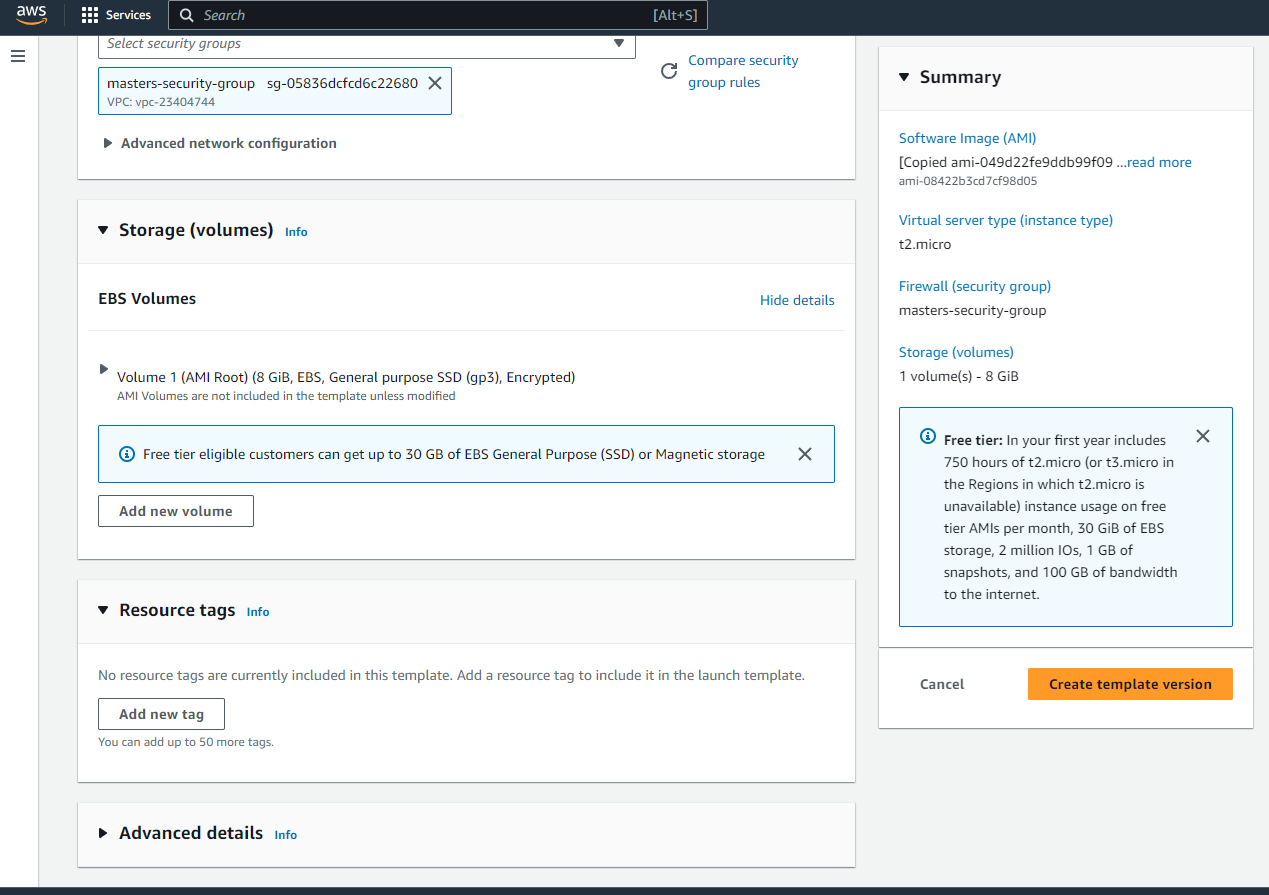 aws
Services
Search
[Alt+S]
Select security groups
masters-security-group sg-05836dcfcd6c22680
VPC: vpc-23404744
Compare security
group rules
Advanced network configuration
Storage (volumes) Info
EBS Volumes
Hide details
Volume 1 (AMI Root) (8 GiB, EBS, General purpose SSD (gp3), Encrypted)
AMI Volumes are not included in the template unless modified
Free tier eligible customers can get up to 30 GB of EBS General Purpose (SSD) or Magnetic storage
Add new volume
Resource tags Info
No resource tags are currently included in this template. Add a resource tag to include it in the launch template.
Add new tag
You can add up to 50 more tags.
Advanced details Info
Summary
Software Image (AMI)
[Copied ami-049d22fe9ddb99f09 ...read more
ami-08422b3cd7cf98d05
Virtual server type (instance type)
t2.micro
Firewall (security group)
masters-security-group
Storage (volumes)
1 volume(s) - 8 GiB
Free tier: In your first year includes
750 hours of t2.micro (or t3.micro in
the Regions in which t2.micro is
unavailable) instance usage on free
tier AMIs per month, 30 GiB of EBS
storage, 2 million IOs, 1 GB of
snapshots, and 100 GB of bandwidth
to the internet.
Cancel
Create template version